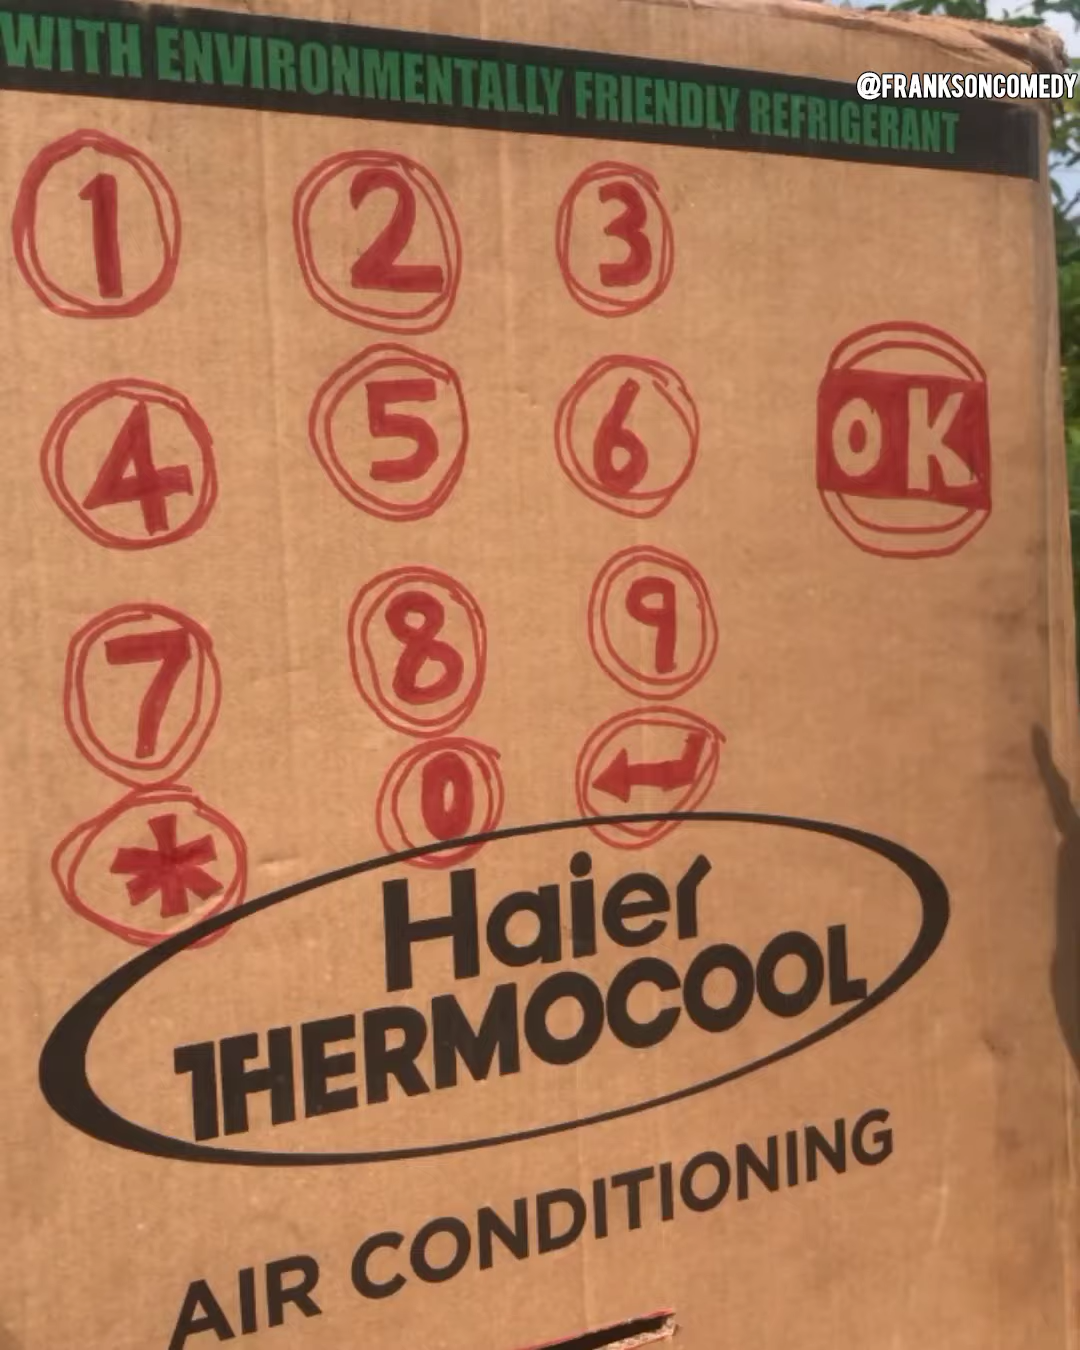 WITH ENVIRONMENTALLY FRIENDLY REFRIGERANT
@FRANKSONCOMEDY
1 2 3
4 5 6 OK
7 8 9
* 0 ↵
Haier
THERMOCOOL
AIR CONDITIONING